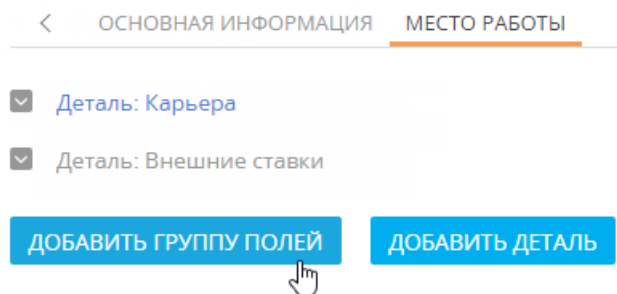 ОСНОВНАЯ ИНФОРМАЦИЯ МЕСТО РАБОТЫ
Деталь: Карьера
Деталь: Внешние ставки
ДОБАВИТЬ ГРУППУ ПОЛЕЙ ДОБАВИТЬ ДЕТАЛЬ